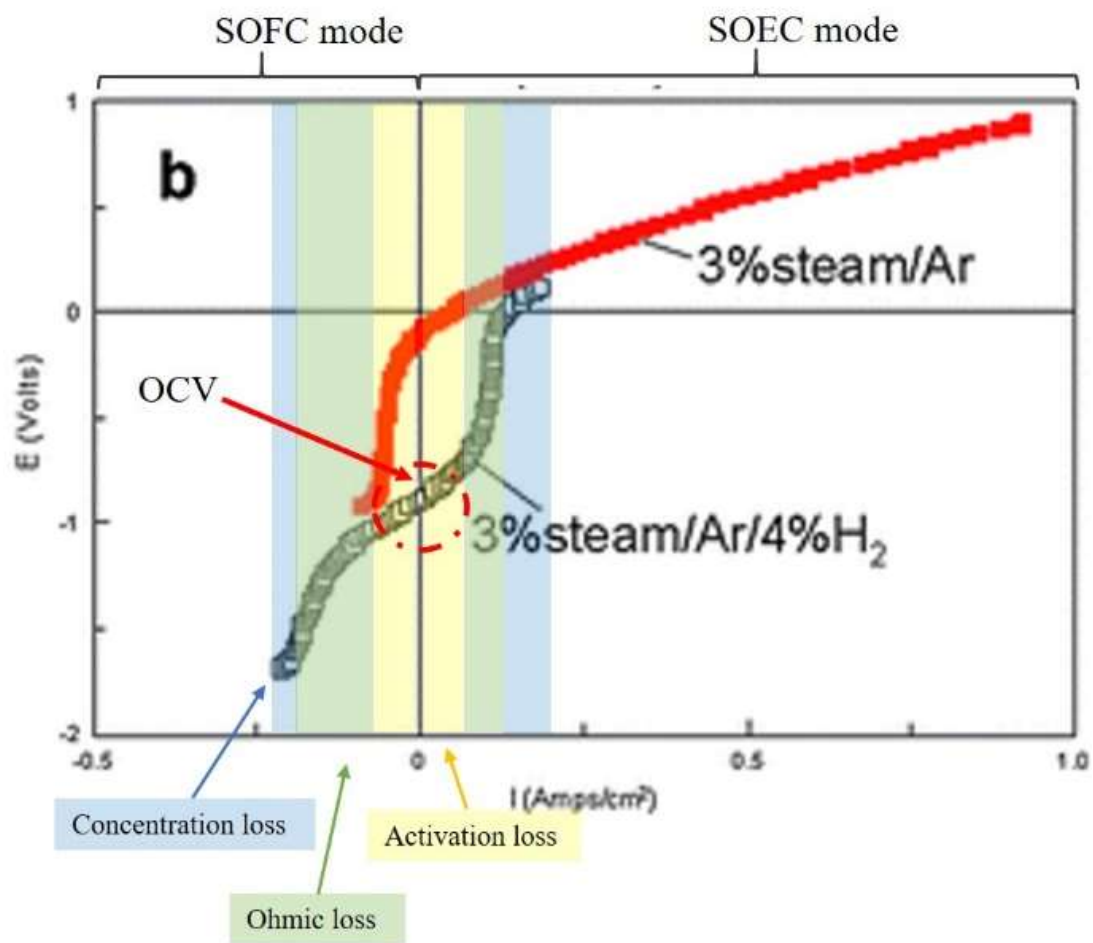 SOFC mode
SOEC mode
1
b
3%steam/Ar
0
OCV
E (Volts)
-1
3%steam/Ar/4%H₂
-2
-0.5
0
0.5
1.0
I (Amps/cm²)
Concentration loss
Activation loss
Ohmic loss